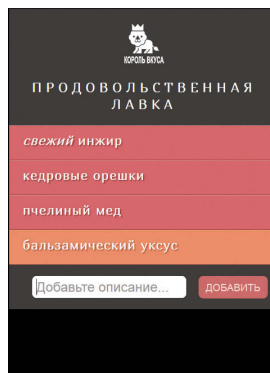 КОРОЛЬ ВКУСА
ПРОДОВОЛЬСТВЕННАЯ
ЛАВКА
свежий инжир
кедровые орешки
пчелиный мед
бальзамический уксус
Добавьте описание...
ДОБАВИТЬ